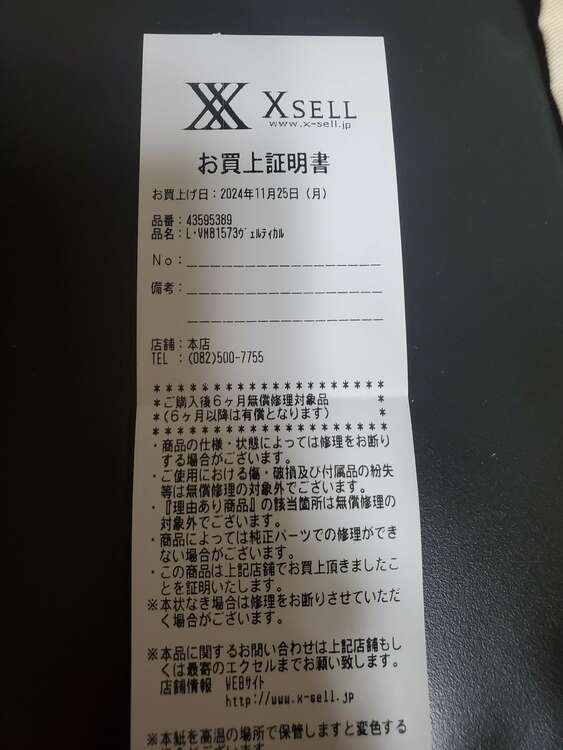 XSELL
www.x-sell.jp
お買上証明書
お買上げ日：2024年11月25日（月）
品番：43595389
品名：L･VM81573ｳﾞｪﾙﾃｨｶﾙ
Ｎｏ：＿＿＿＿＿＿＿＿＿＿＿＿＿
備考：＿＿＿＿＿＿＿＿＿＿＿＿＿
＿＿＿＿＿＿＿＿＿＿＿＿＿
店舗：本店
TEL ：(082)500-7755
＊＊＊＊＊＊＊＊＊＊＊＊＊＊＊＊＊＊
＊ご購入後６ヶ月無償修理対象品 ＊
＊(６ヶ月以降は有償となります) ＊
＊＊＊＊＊＊＊＊＊＊＊＊＊＊＊＊＊＊
・商品の仕様・状態によっては修理をお断り
する場合がございます。
・ご使用における傷・破損及び付属品の紛失
等は無償修理の対象外でございます。
・『理由あり商品』の該当箇所は無償修理の
対象外でございます。
・商品によっては純正パーツでの修理ができ
ない場合がございます。
・この商品は上記店舗でお買上頂きましたこ
とを証明いたします。
※本状なき場合は修理をお断りさせていただ
く場合がございます。
※本品に関するお問い合わせは上記店舗もし
くは最寄のエクセルまでお願い致します。
店舗情報 WEBｻｲﾄ
http://www.x-sell.jp
※本紙を高温の場所で保管しますと変色する